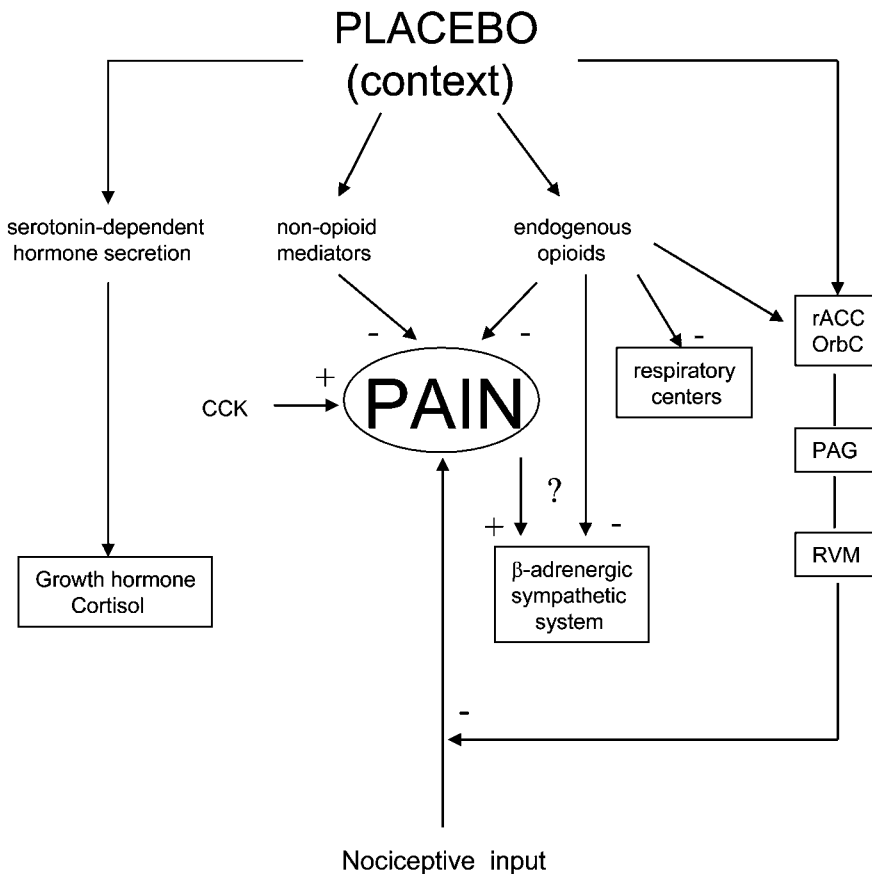 PLACEBO
(context)
serotonin-dependent
hormone secretion
non-opioid
mediators
endogenous
opioids
rACC
OrbC
-
-
-
respiratory
centers
+
CCK
PAIN
PAG
?
+
-
β-adrenergic
sympathetic
system
RVM
Growth hormone
Cortisol
-
Nociceptive input